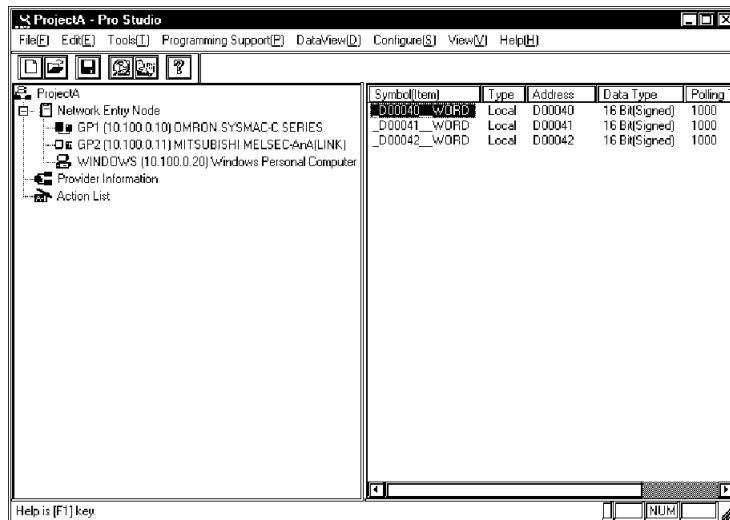 ProjectA - Pro Studio
File(F) Edit(E) Tools(T) Programming Support(P) DataView(D) Configure(S) View(V) Help(H)
ProjectA
Network Entry Node
GP1 (10.100.0.10) OMRON SYSMAC-C SERIES
GP2 (10.100.0.11) MITSUBISHI MELSEC-AnA(LINK)
WINDOWS (10.100.0.20) Windows Personal Computer
Provider Information
Action List
Symbol(Item) Type Address Data Type Polling T
_D00040__WORD Local D00040 16 Bit(Signed) 1000
_D00041__WORD Local D00041 16 Bit(Signed) 1000
_D00042__WORD Local D00042 16 Bit(Signed) 1000
Help is [F1] key. NUM